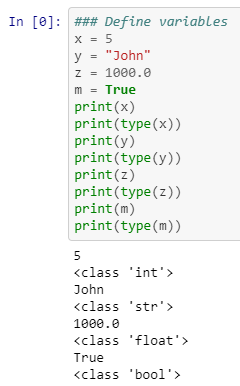 In [0]: ### Define variables
x = 5
y = "John"
z = 1000.0
m = True
print(x)
print(type(x))
print(y)
print(type(y))
print(z)
print(type(z))
print(m)
print(type(m))
5
<class 'int'>
John
<class 'str'>
1000.0
<class 'float'>
True
<class 'bool'>